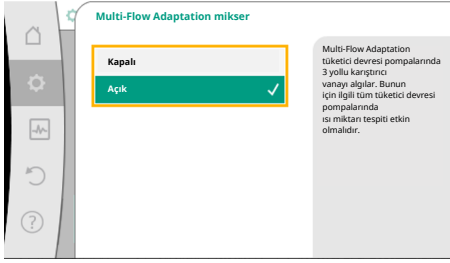 Multi-Flow Adaptation mikser
Kapalı
Açık
Multi-Flow Adaptation
tüketici devresi pompalarında
3 yollu karıştırıcı
vanayı algılar. Bunun
için ilgili tüm tüketici devresi
pompalarında
ısı miktarı tespiti etkin
olmalıdır.
?